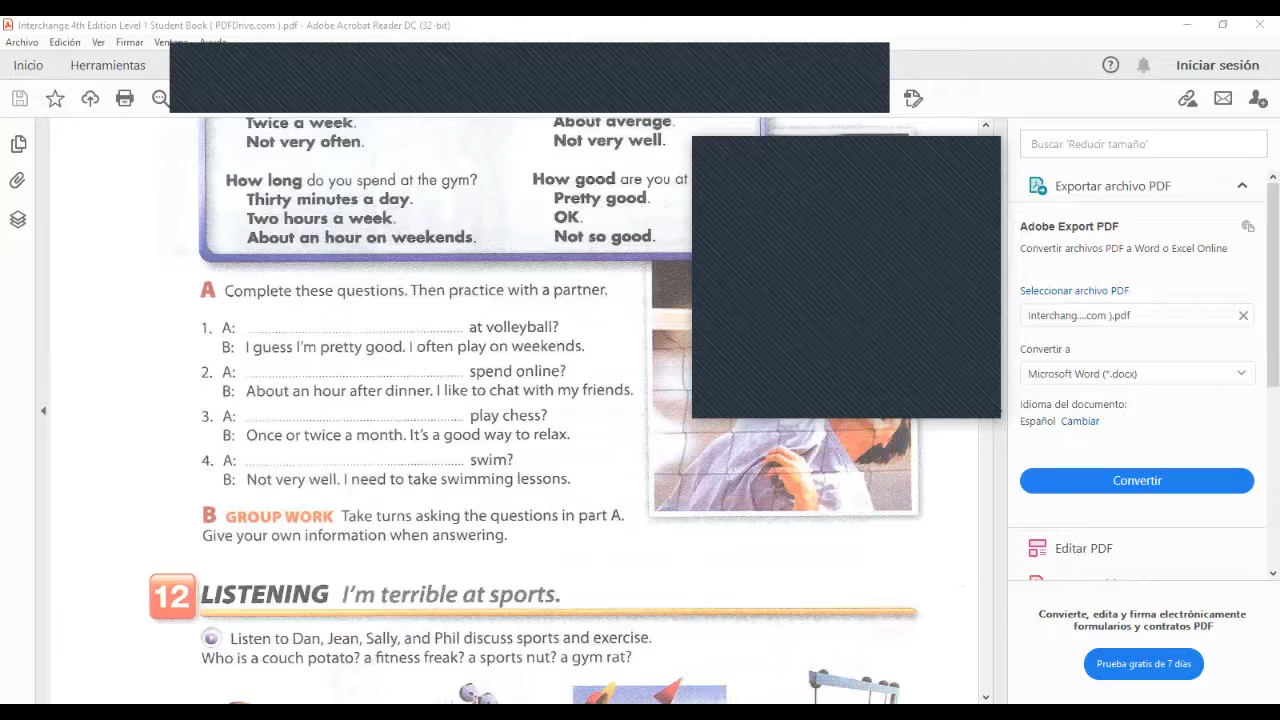 Interchange 4th Edition Level 1 Student Book ( PDFDrive.com ).pdf - Adobe Acrobat Reader DC (32-bit)
Archivo Edición Ver Firmar
Inicio Herramientas
Iniciar sesión
Twice a week.
Not very often.
About average.
Not very well.
How long do you spend at the gym?
Thirty minutes a day.
Two hours a week.
About an hour on weekends.
How good are you at
Pretty good.
OK.
Not so good.
A Complete these questions. Then practice with a partner.
1. A: ........................................ at volleyball?
B: I guess I'm pretty good. I often play on weekends.
2. A: ........................................ spend online?
B: About an hour after dinner. I like to chat with my friends.
3. A: ........................................ play chess?
B: Once or twice a month. It's a good way to relax.
4. A: ........................................ swim?
B: Not very well. I need to take swimming lessons.
B GROUP WORK Take turns asking the questions in part A.
Give your own information when answering.
12 LISTENING I'm terrible at sports.
Listen to Dan, Jean, Sally, and Phil discuss sports and exercise.
Who is a couch potato? a fitness freak? a sports nut? a gym rat?
Buscar 'Reducir tamaño'
Exportar archivo PDF
Adobe Export PDF
Convertir archivos PDF a Word o Excel Online
Seleccionar archivo PDF
Interchang....com ).pdf
Convertir a
Microsoft Word (*.docx)
Idioma del documento:
Español Cambiar
Convertir
Editar PDF
Convierte, edita y firma electrónicamente
formularios y contratos PDF
Prueba gratis de 7 días